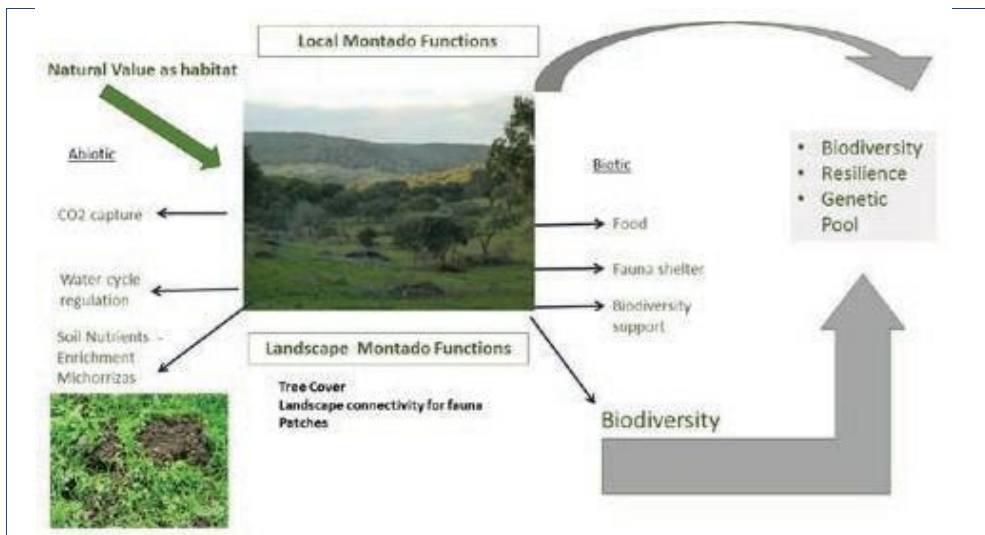 Local Montado Functions
Natural Value as habitat
Abiotic
CO2 capture
Water cycle
regulation
Soil Nutrients -
Enrichment
Michorrizas
Biotic
Food
Fauna shelter
Biodiversity
support
Landscape Montado Functions
Tree Cover
Landscape connectivity for fauna
Patches
Biodiversity
• Biodiversity
• Resilience
• Genetic
Pool